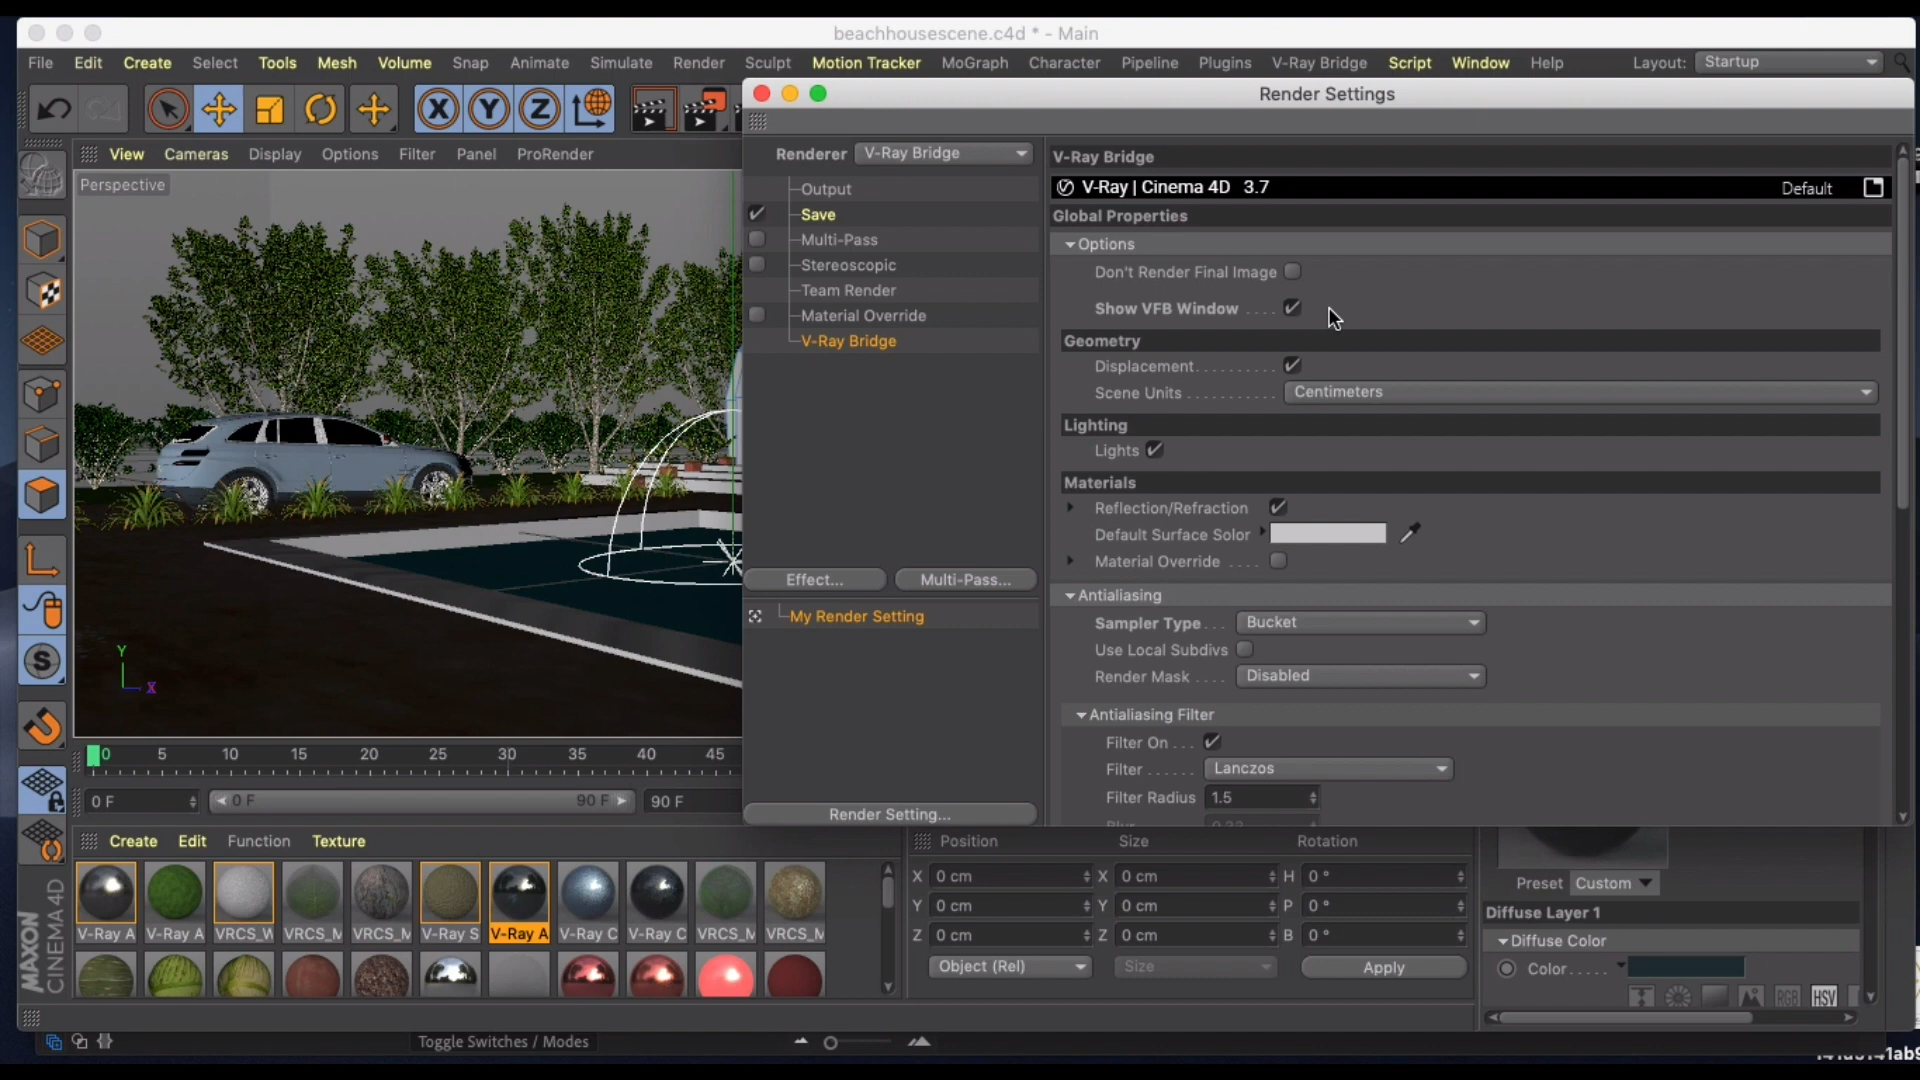 beachhousescene.c4d * - Main
File Edit Create Select Tools Mesh Volume Snap Animate Simulate Render Sculpt Motion Tracker MoGraph Character Pipeline Plugins V-Ray Bridge Script Window Help Layout: Startup
Render Settings
X Y Z
View Cameras Display Options Filter Panel ProRender
Perspective
Renderer V-Ray Bridge
Output
Save
Multi-Pass
Stereoscopic
Team Render
Material Override
V-Ray Bridge
Effect... Multi-Pass...
My Render Setting
Render Setting...
V-Ray Bridge
V-Ray | Cinema 4D 3.7 Default
Global Properties
Options
Don't Render Final Image
Show VFB Window ....
Geometry
Displacement..........
Scene Units ........... Centimeters
Lighting
Lights
Materials
Reflection/Refraction
Default Surface Color
Material Override ....
Antialiasing
Sampler Type... Bucket
Use Local Subdivs
Render Mask .... Disabled
Antialiasing Filter
Filter On ...
Filter...... Lanczos
Filter Radius 1.5
Y
X
S
0 5 10 15 20 25 30 35 40 45
0 F 0 F 90 F 90 F
Create Edit Function Texture
V-Ray A V-Ray A VRCS_W VRCS_M VRCS_M V-Ray S V-Ray A V-Ray C V-Ray C VRCS_M VRCS_M
MAXON
CINEMA4D
Position Size Rotation
X 0 cm X 0 cm H 0 °
Y 0 cm Y 0 cm P 0 °
Z 0 cm Z 0 cm B 0 °
Object (Rel) Size Apply
Preset Custom
Diffuse Layer 1
Diffuse Color
Color.....
RGB HSV
Toggle Switches / Modes